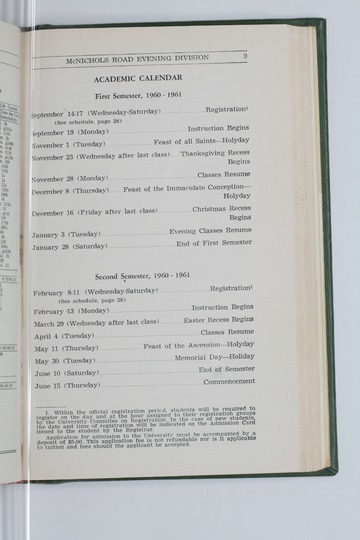 McNICHOLS ROAD EVENING DIVISION 9
ACADEMIC CALENDAR
First Semester, 1960 - 1961
September 14-17 (Wednesday-Saturday) Registration¹
(See schedule, page 28)
September 19 (Monday) Instruction Begins
November 1 (Tuesday) Feast of all Saints—Holyday
November 23 (Wednesday after last class) Thanksgiving Recess
Begins
November 28 (Monday) Classes Resume
December 8 (Thursday) Feast of the Immaculate Conception—
Holyday
December 16 (Friday after last class) Christmas Recess
Begins
January 3 (Tuesday) Evening Classes Resume
January 28 (Saturday) End of First Semester
Second Semester, 1960 - 1961
February 8-11 (Wednesday-Saturday) Registration¹
(See schedule, page 28)
February 13 (Monday) Instruction Begins
March 29 (Wednesday after last class) Easter Recess Begins
April 4 (Tuesday) Classes Resume
May 11 (Thursday) Feast of the Ascension—Holyday
May 30 (Tuesday) Memorial Day—Holiday
June 10 (Saturday) End of Semester
June 15 (Thursday) Commencement
1. Within the official registration period, students will be required to
register on the day and at the hour assigned to their registration groups
by the University Committee on Registration. In the case of new students,
the date and time of registration will be indicated on the Admission Card
issued to the student by the Registrar.
Application for admission to the University must be accompanied by a
deposit of $5.00. This application fee is not refundable nor is it applicable
to tuition and fees should the applicant be accepted.